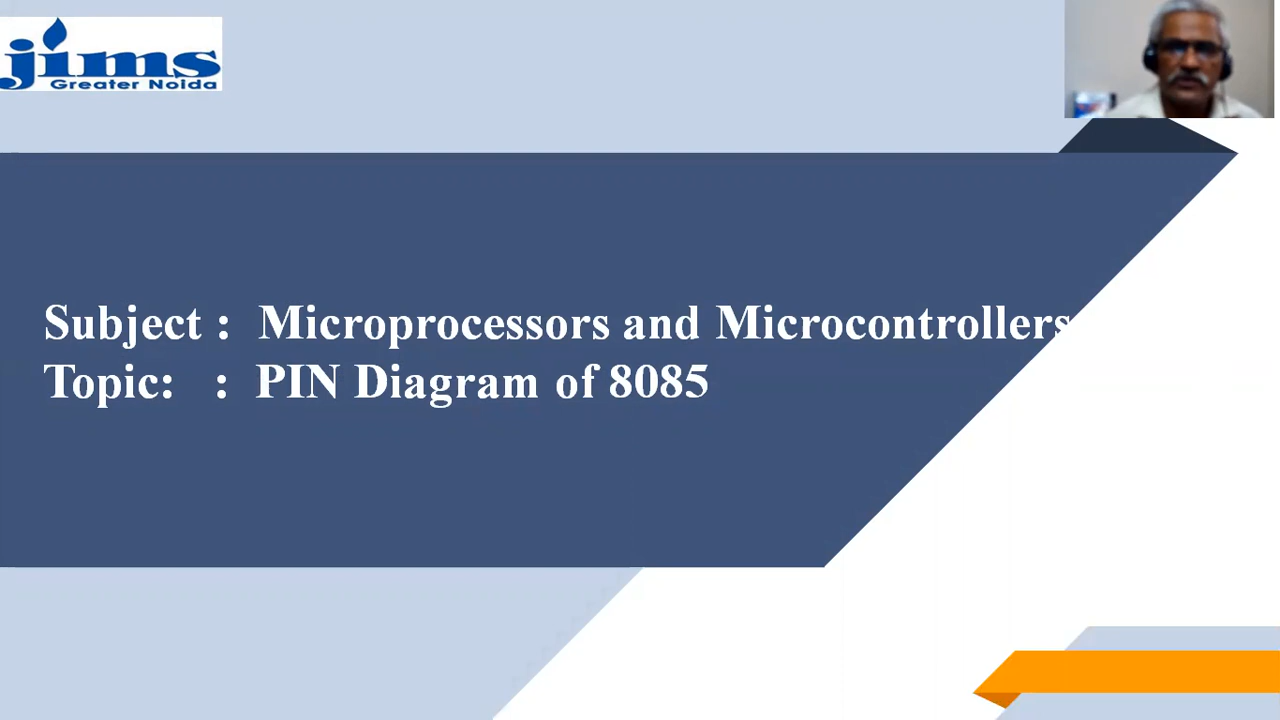 jims
Greater Noida
Subject : Microprocessors and Microcontrollers
Topic: : PIN Diagram of 8085